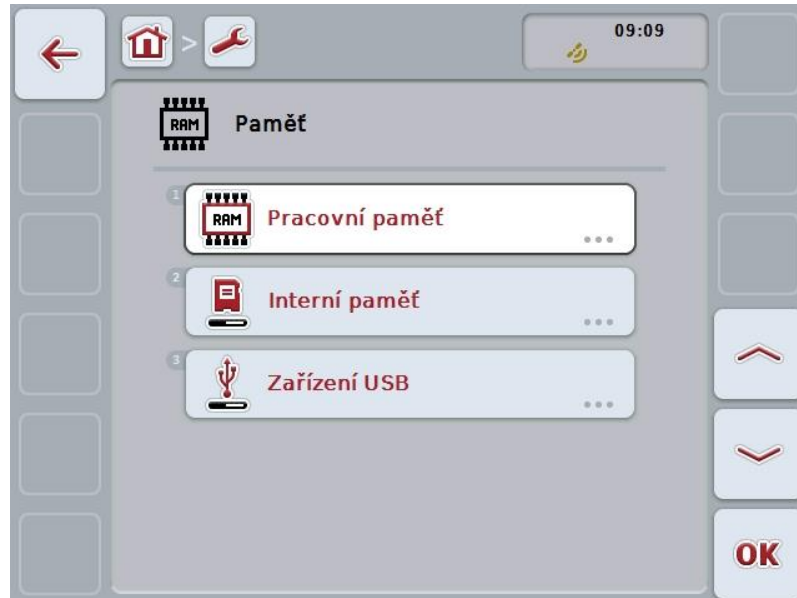 09:09
RAM Paměť
1
RAM Pracovní paměť
2
Interní paměť
3
Zařízení USB
OK